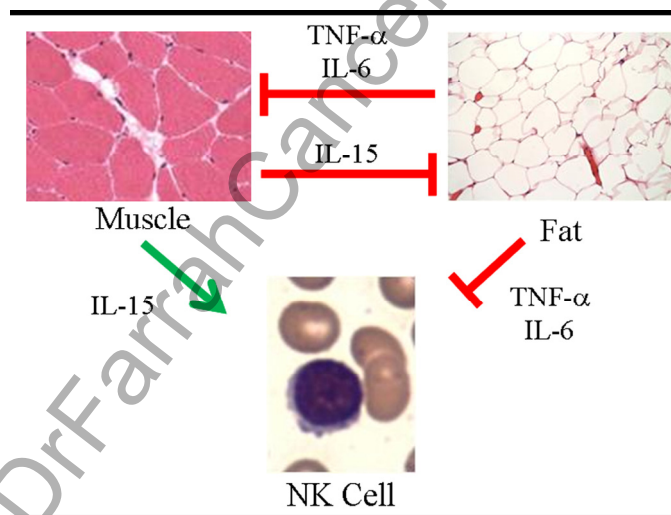 TNF-α
IL-6
IL-15
Muscle
Fat
IL-15
TNF-α
IL-6
NK Cell
DrFarrahCancer